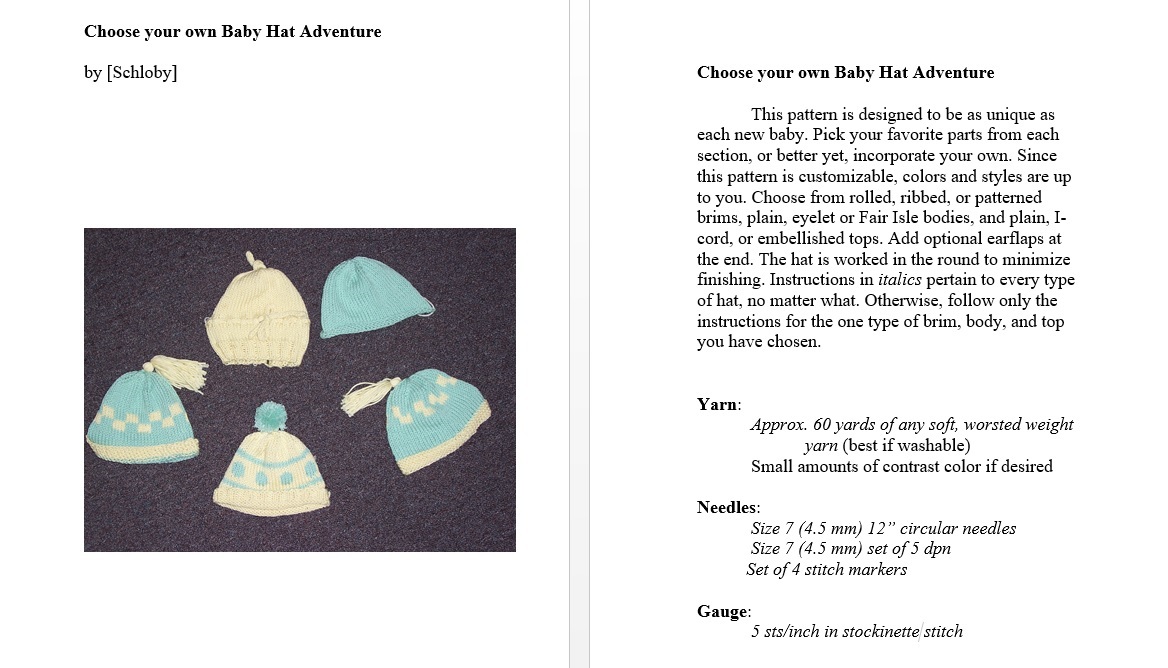 Choose your own Baby Hat Adventure
by [Schloby]
Choose your own Baby Hat Adventure
This pattern is designed to be as unique as
each new baby. Pick your favorite parts from each
section, or better yet, incorporate your own. Since
this pattern is customizable, colors and styles are up
to you. Choose from rolled, ribbed, or patterned
brims, plain, eyelet or Fair Isle bodies, and plain, I-
cord, or embellished tops. Add optional earflaps at
the end. The hat is worked in the round to minimize
finishing. Instructions in italics pertain to every type
of hat, no matter what. Otherwise, follow only the
instructions for the one type of brim, body, and top
you have chosen.
Yarn:
Approx. 60 yards of any soft, worsted weight
yarn (best if washable)
Small amounts of contrast color if desired
Needles:
Size 7 (4.5 mm) 12” circular needles
Size 7 (4.5 mm) set of 5 dpn
Set of 4 stitch markers
Gauge:
5 sts/inch in stockinette stitch